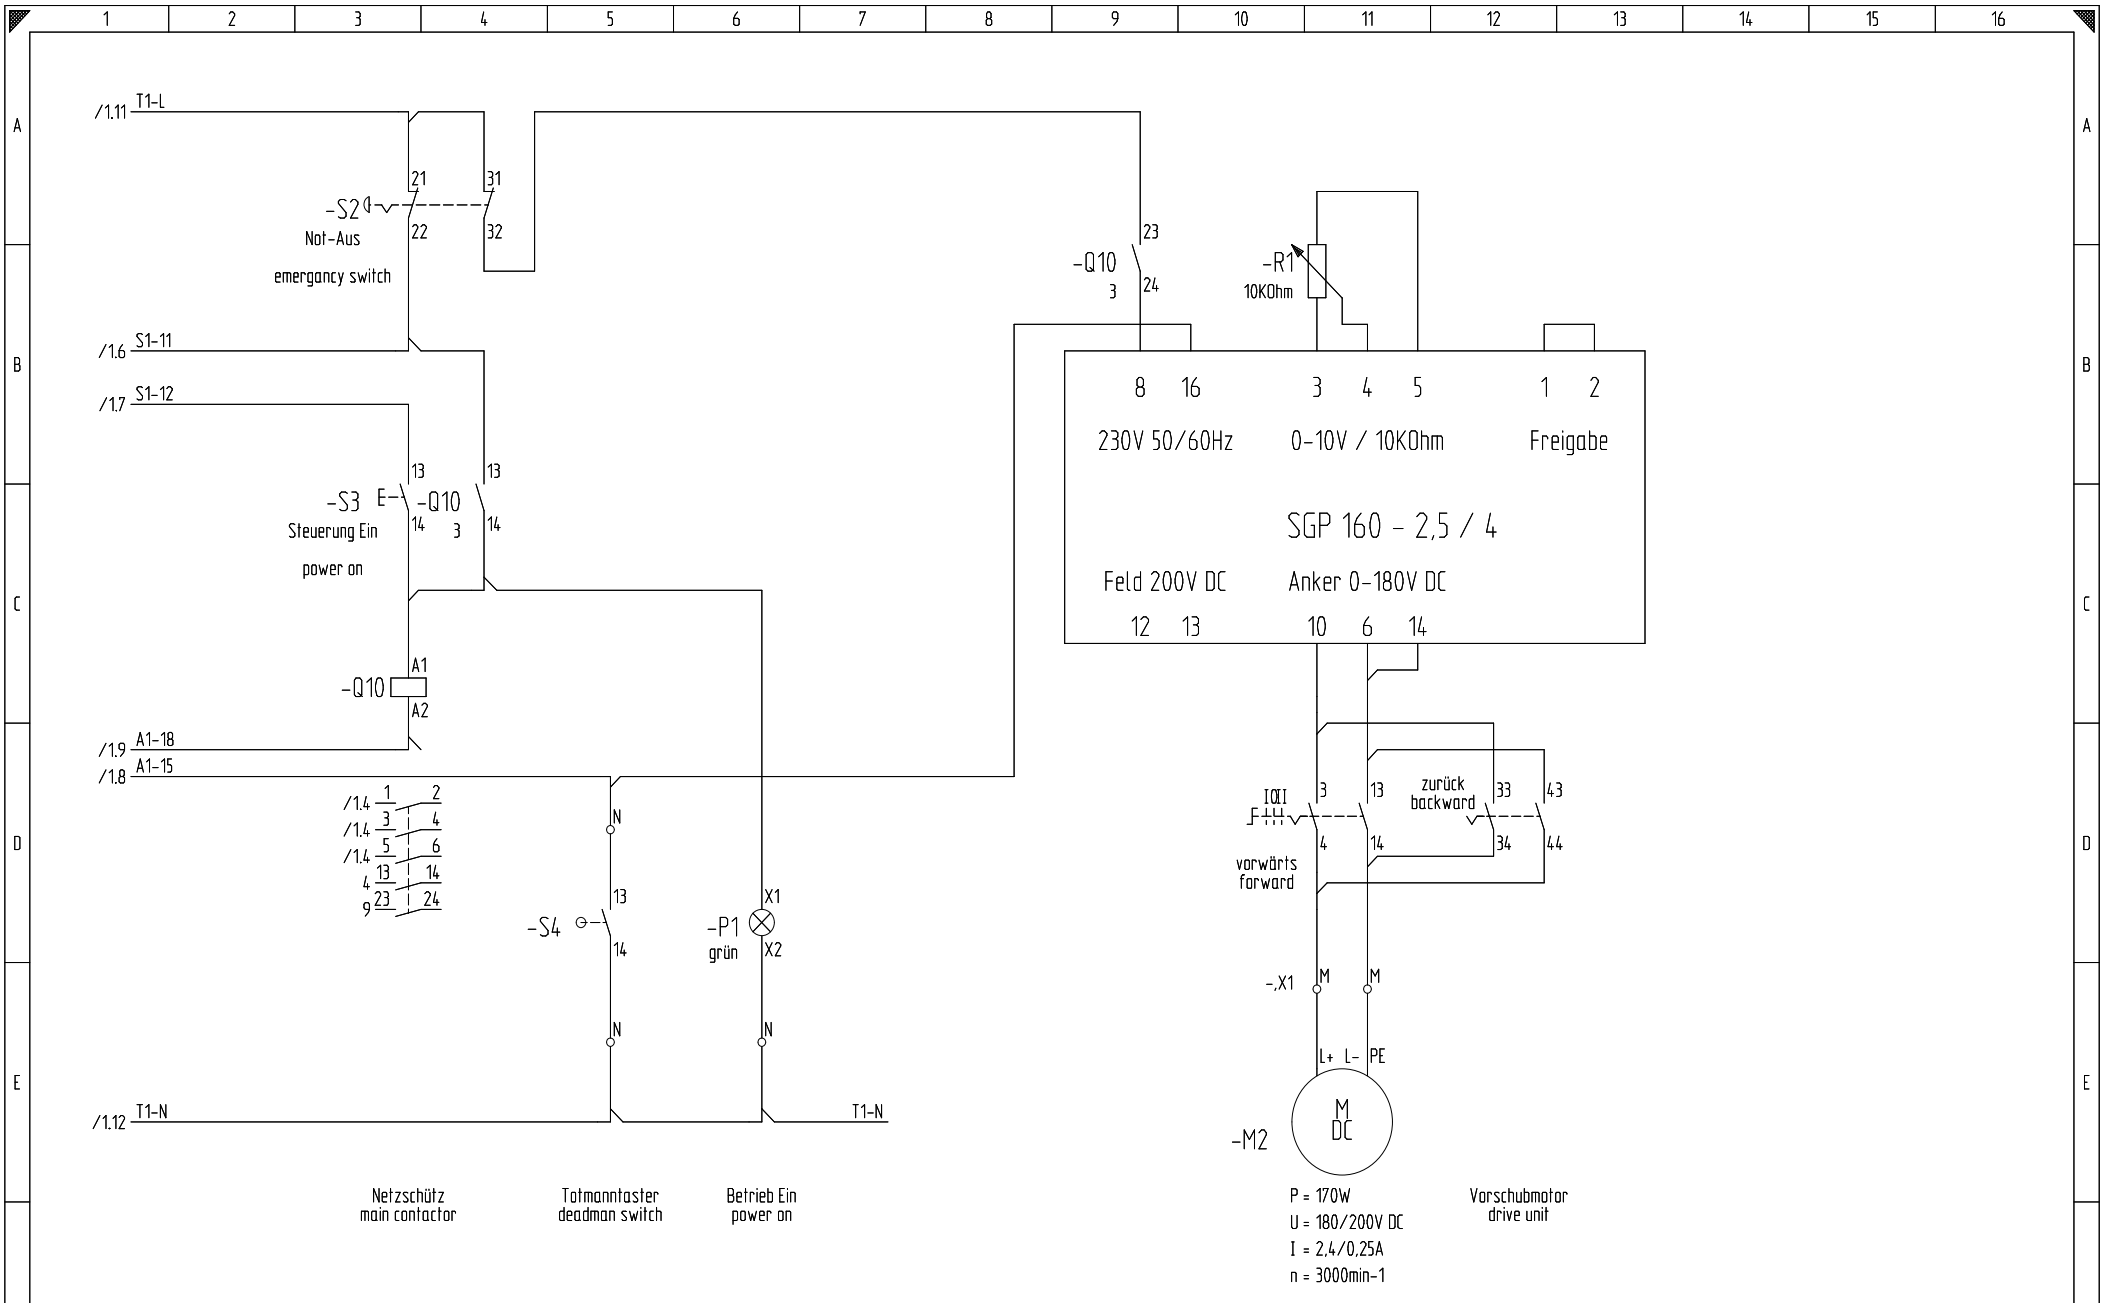 1 2 3 4 5 6 7 8 9 10 11 12 13 14 15 16
A
A
B
B
C
C
D
D
E
E
/1.11 T1-L
21
31
-S2
22
32
Not-Aus
emergancy switch
/1.6 S1-11
/1.7 S1-12
13
13
-S3
-Q10
14
3
14
Steuerung Ein
power on
A1
-Q10
A2
/1.9 A1-18
/1.8 A1-15
/1.4 1 2
/1.4 3 4
/1.4 5 6
4 13 14
9 23 24
N
13
-S4
14
N
X1
-P1
grün
X2
N
/1.12 T1-N
T1-N
Netzschütz
main contactor
Totmanntaster
deadman switch
Betrieb Ein
power on
23
-Q10
3
24
-R1
10KOhm
8 16 3 4 5 1 2
230V 50/60Hz 0-10V / 10KOhm Freigabe
SGP 160 - 2,5 / 4
Feld 200V DC Anker 0-180V DC
12 13 10 6 14
I0II
3
13
zurück
backward
33
43
4
14
34
44
vorwärts
forward
-,X1
M
M
L+ L- PE
M
DC
-M2
P = 170W
U = 180/200V DC
I = 2,4/0,25A
n = 3000min-1
Vorschubmotor
drive unit